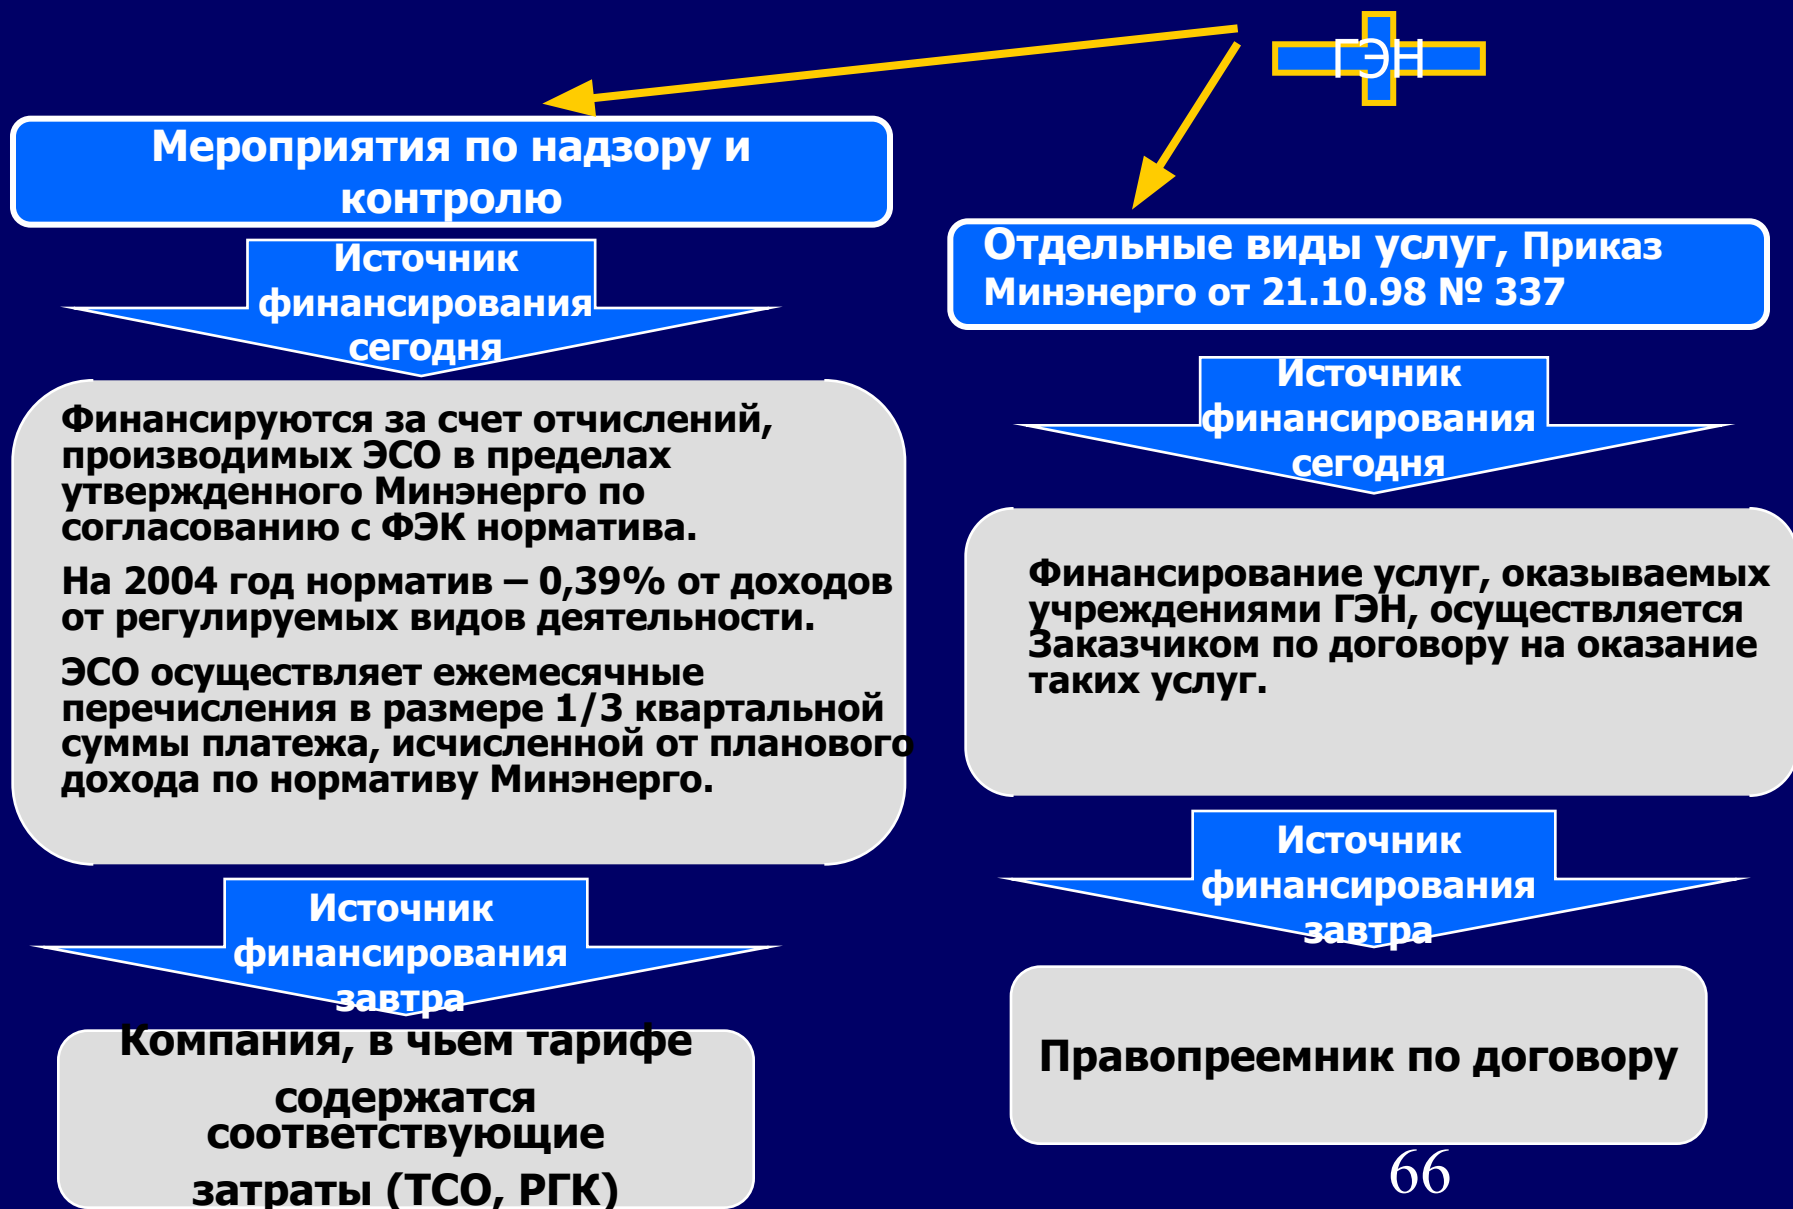 ГЭН
Мероприятия по надзору и
контролю
Источник
финансирования
сегодня
Финансируются за счет отчислений,
производимых ЭСО в пределах
утвержденного Минэнерго по
согласованию с ФЭК норматива.
На 2004 год норматив – 0,39% от доходов
от регулируемых видов деятельности.
ЭСО осуществляет ежемесячные
перечисления в размере 1/3 квартальной
суммы платежа, исчисленной от планового
дохода по нормативу Минэнерго.
Источник
финансирования
завтра
Компания, в чьем тарифе
содержатся
соответствующие
затраты (ТСО, РГК)
Отдельные виды услуг, Приказ
Минэнерго от 21.10.98 № 337
Источник
финансирования
сегодня
Финансирование услуг, оказываемых
учреждениями ГЭН, осуществляется
Заказчиком по договору на оказание
таких услуг.
Источник
финансирования
завтра
Правопреемник по договору
66